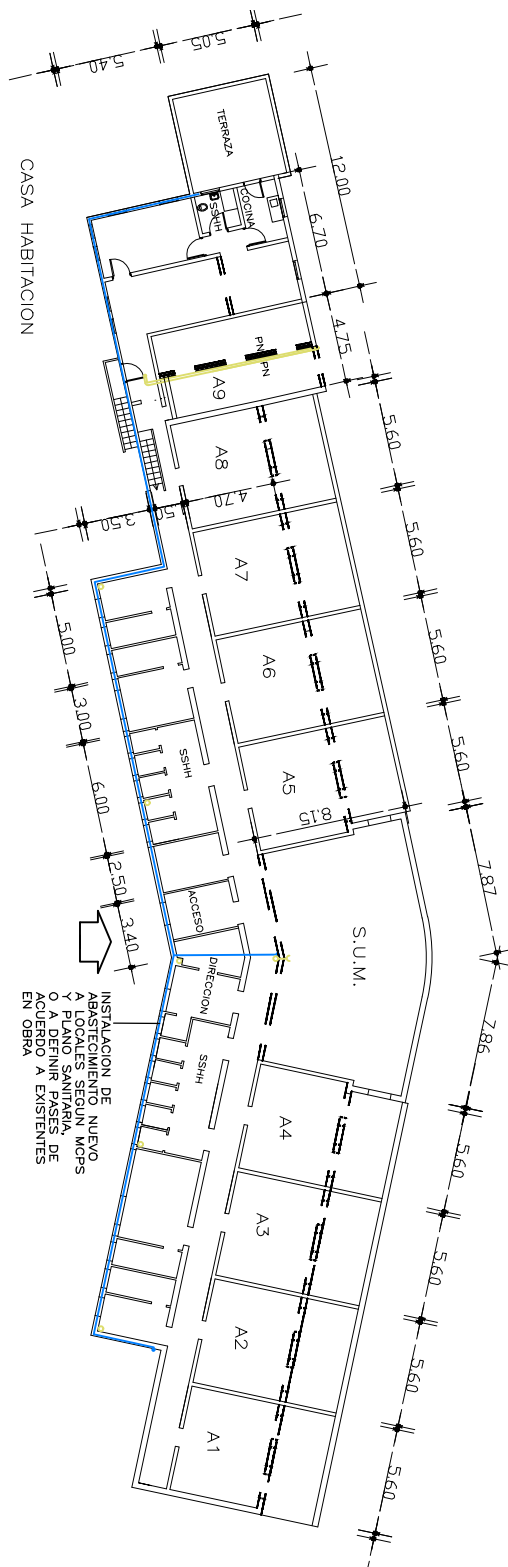 5.05
5.40
12.00
6.70
4.75
5.60
5.60
5.60
5.60
7.87
7.86
5.60
5.60
5.60
5.60
TERRAZA
COCINA
SSHH
CASA HABITACION
PN
PN
A9
A8
A7
A6
A5
S.U.M.
A4
A3
A2
A1
4.70
.50
3.50
8.15
5.00
3.00
6.00
2.50
3.40
SSHH
ACCESO
DIRECCION
SSHH
INSTALACION DE
ABASTECIMIENTO NUEVO
A LOCALES SEGUN MCPS
Y PLANO SANITARIA,
O A DEFINIR PASES DE
ACUERDO A EXISTENTES
EN OBRA